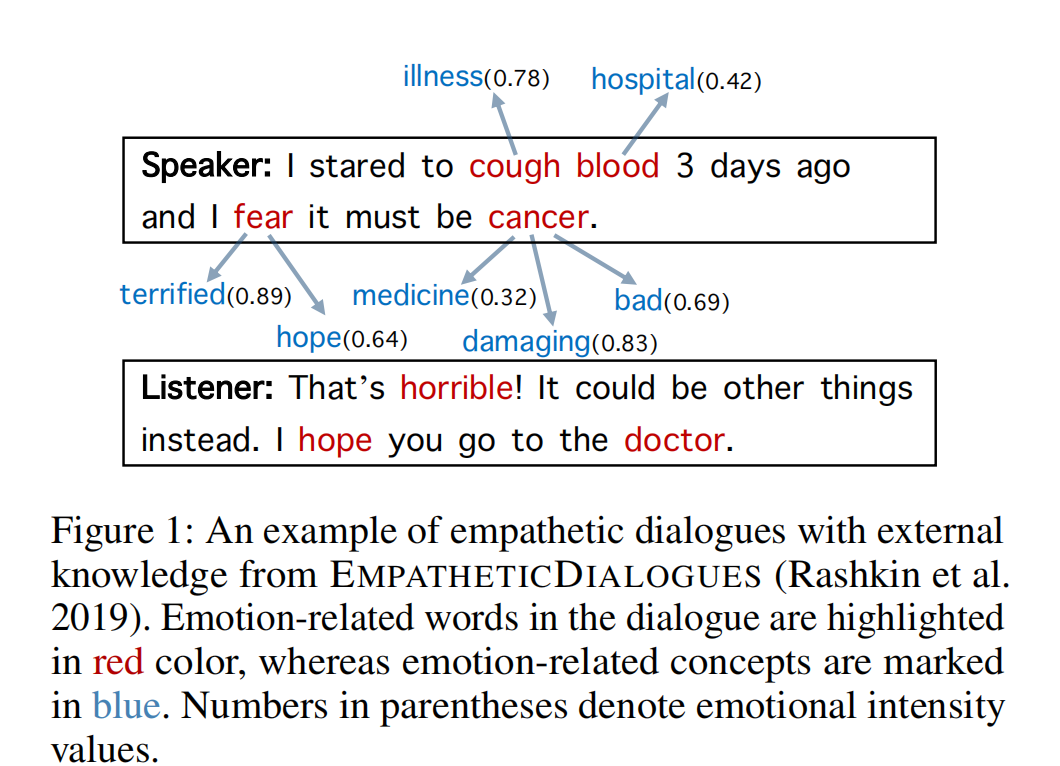 illness(0.78) hospital(0.42)
Speaker: I stared to cough blood 3 days ago
and I fear it must be cancer.
terrified(0.89) medicine(0.32) bad(0.69)
hope(0.64) damaging(0.83)
Listener: That's horrible! It could be other things
instead. I hope you go to the doctor.
Figure 1: An example of empathetic dialogues with external
knowledge from EMPATHETICDIALOGUES (Rashkin et al.
2019). Emotion-related words in the dialogue are highlighted
in red color, whereas emotion-related concepts are marked
in blue. Numbers in parentheses denote emotional intensity
values.